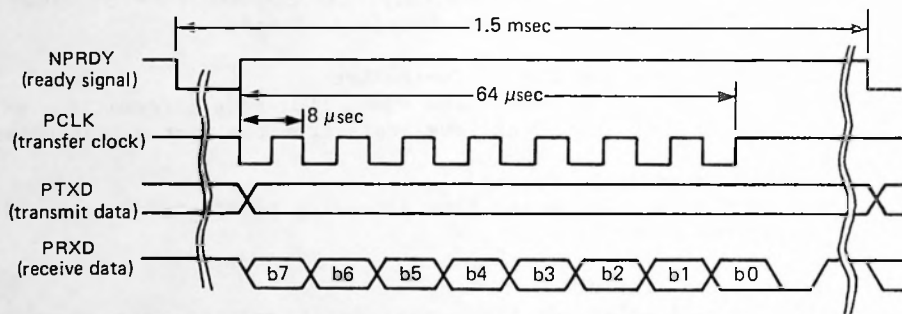 1.5 msec
NPRDY
(ready signal)
64 μsec
8 μsec
PCLK
(transfer clock)
PTXD
(transmit data)
PRXD
(receive data)
b7 b6 b5 b4 b3 b2 b1 b0